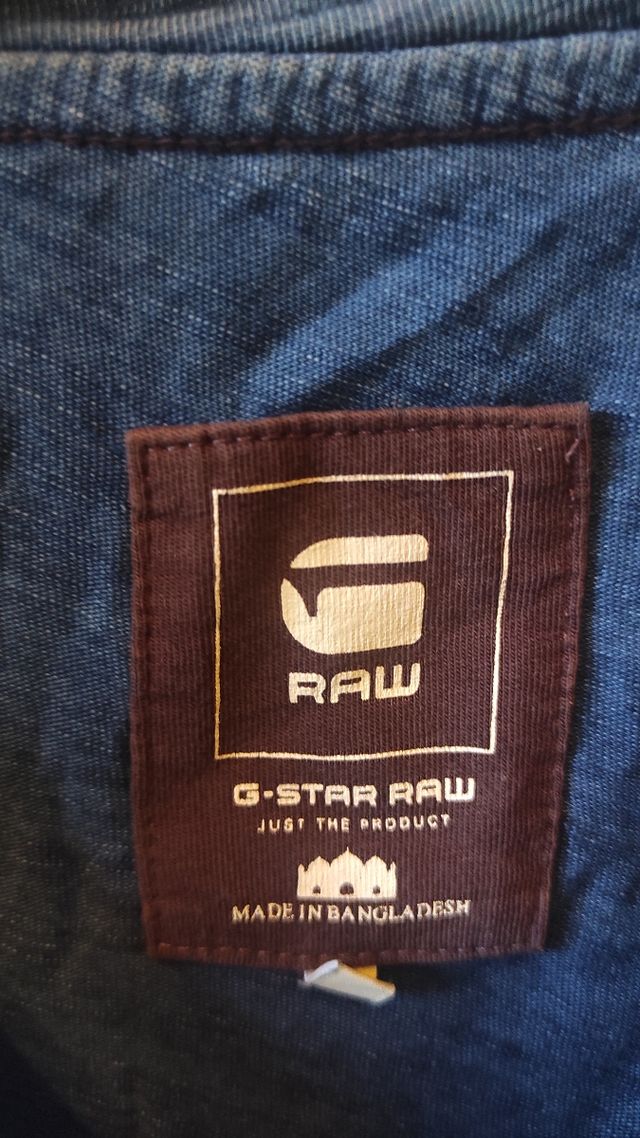 RAW
G-STAR RAW
JUST THE PRODUCT
MADE IN BANGLADESH